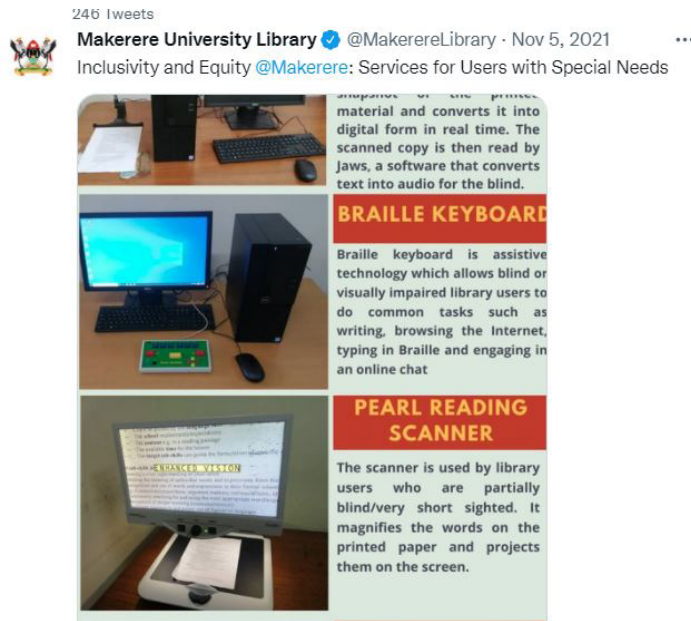 246 Tweets
Makerere University Library @MakerereLibrary · Nov 5, 2021 ...
Inclusivity and Equity @Makerere: Services for Users with Special Needs
snapshot of the printed
material and converts it into
digital form in real time. The
scanned copy is then read by
Jaws, a software that converts
text into audio for the blind.
BRAILLE KEYBOARD
Braille keyboard is assistive
technology which allows blind or
visually impaired library users to
do common tasks such as
writing, browsing the Internet,
typing in Braille and engaging in
an online chat
PEARL READING
SCANNER
ENHANCED VISION
The scanner is used by library
users who are partially
blind/very short sighted. It
magnifies the words on the
printed paper and projects
them on the screen.